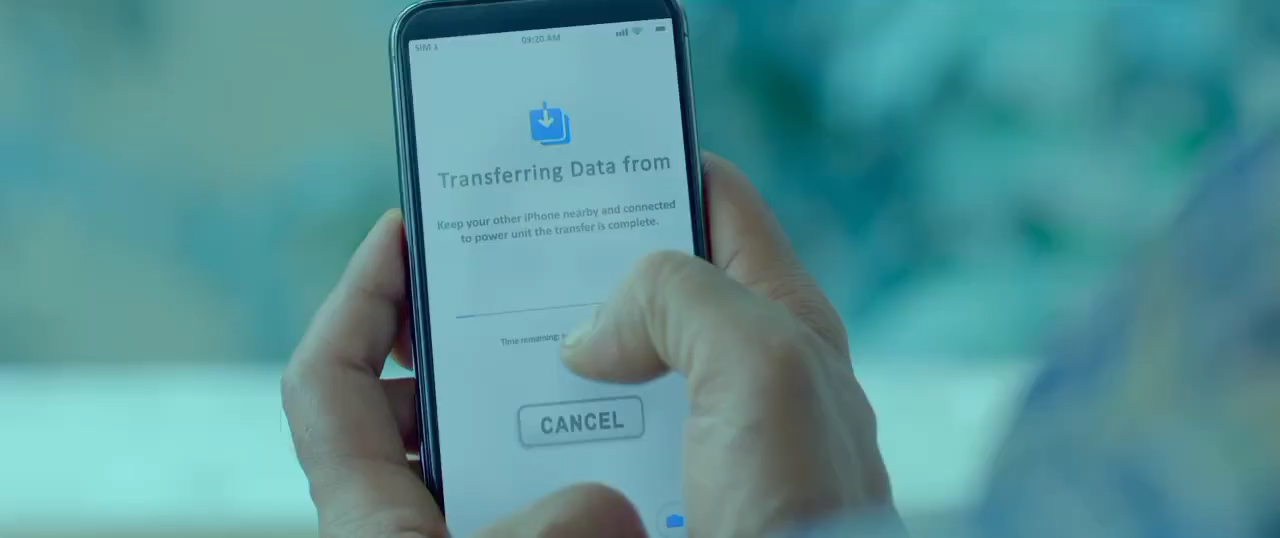 SIM 1
09:20 AM
Transferring Data from
Keep your other iPhone nearby and connected
to power unit the transfer is complete.
Time remaining:
CANCEL